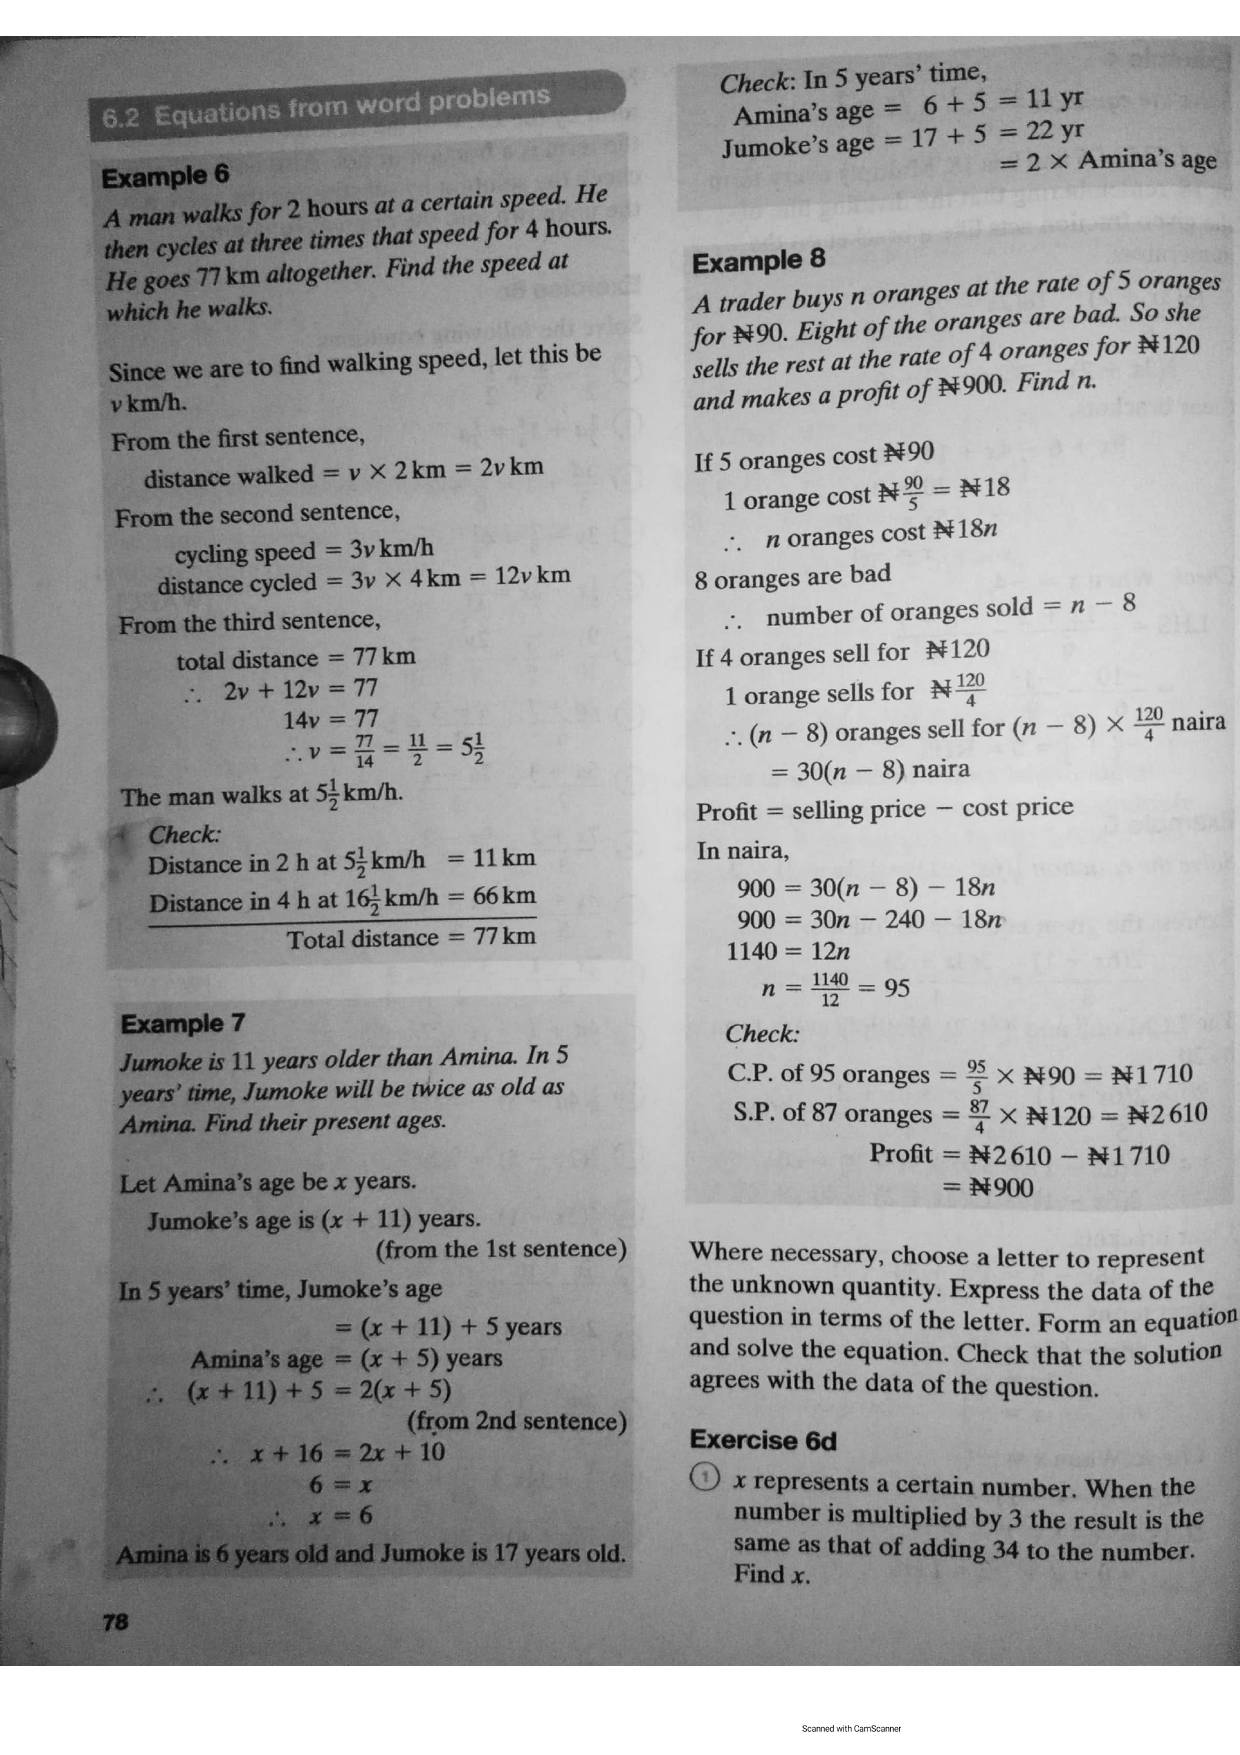 6.2 Equations from word problems
Example 6
A man walks for 2 hours at a certain speed. He
then cycles at three times that speed for 4 hours.
He goes 77 km altogether. Find the speed at
which he walks.
Since we are to find walking speed, let this be
v km/h.
From the first sentence,
distance walked = v × 2 km = 2v km
From the second sentence,
cycling speed = 3v km/h
distance cycled = 3v × 4 km = 12v km
From the third sentence,
total distance = 77 km
∴ 2v + 12v = 77
14v = 77
∴ v = 77/14 = 11/2 = 5 1/2
The man walks at 5 1/2 km/h.
Check:
Distance in 2 h at 5 1/2 km/h = 11 km
Distance in 4 h at 16 1/2 km/h = 66 km
Total distance = 77 km
Example 7
Jumoke is 11 years older than Amina. In 5
years' time, Jumoke will be twice as old as
Amina. Find their present ages.
Let Amina's age be x years.
Jumoke's age is (x + 11) years.
(from the 1st sentence)
In 5 years' time, Jumoke's age
= (x + 11) + 5 years
Amina's age = (x + 5) years
∴ (x + 11) + 5 = 2(x + 5)
(from 2nd sentence)
∴ x + 16 = 2x + 10
6 = x
∴ x = 6
Amina is 6 years old and Jumoke is 17 years old.
78
Check: In 5 years' time,
Amina's age = 6 + 5 = 11 yr
Jumoke's age = 17 + 5 = 22 yr
= 2 × Amina's age
Example 8
A trader buys n oranges at the rate of 5 oranges
for ₦90. Eight of the oranges are bad. So she
sells the rest at the rate of 4 oranges for ₦120
and makes a profit of ₦900. Find n.
If 5 oranges cost ₦90
1 orange cost ₦90/5 = ₦18
∴ n oranges cost ₦18n
8 oranges are bad
∴ number of oranges sold = n − 8
If 4 oranges sell for ₦120
1 orange sells for ₦120/4
∴ (n − 8) oranges sell for (n − 8) × 120/4 naira
= 30(n − 8) naira
Profit = selling price − cost price
In naira,
900 = 30(n − 8) − 18n
900 = 30n − 240 − 18n
1140 = 12n
n = 1140/12 = 95
Check:
C.P. of 95 oranges = 95/5 × ₦90 = ₦1 710
S.P. of 87 oranges = 87/4 × ₦120 = ₦2 610
Profit = ₦2 610 − ₦1 710
= ₦900
Where necessary, choose a letter to represent
the unknown quantity. Express the data of the
question in terms of the letter. Form an equation
and solve the equation. Check that the solution
agrees with the data of the question.
Exercise 6d
1 x represents a certain number. When the
number is multiplied by 3 the result is the
same as that of adding 34 to the number.
Find x.
Scanned with CamScanner